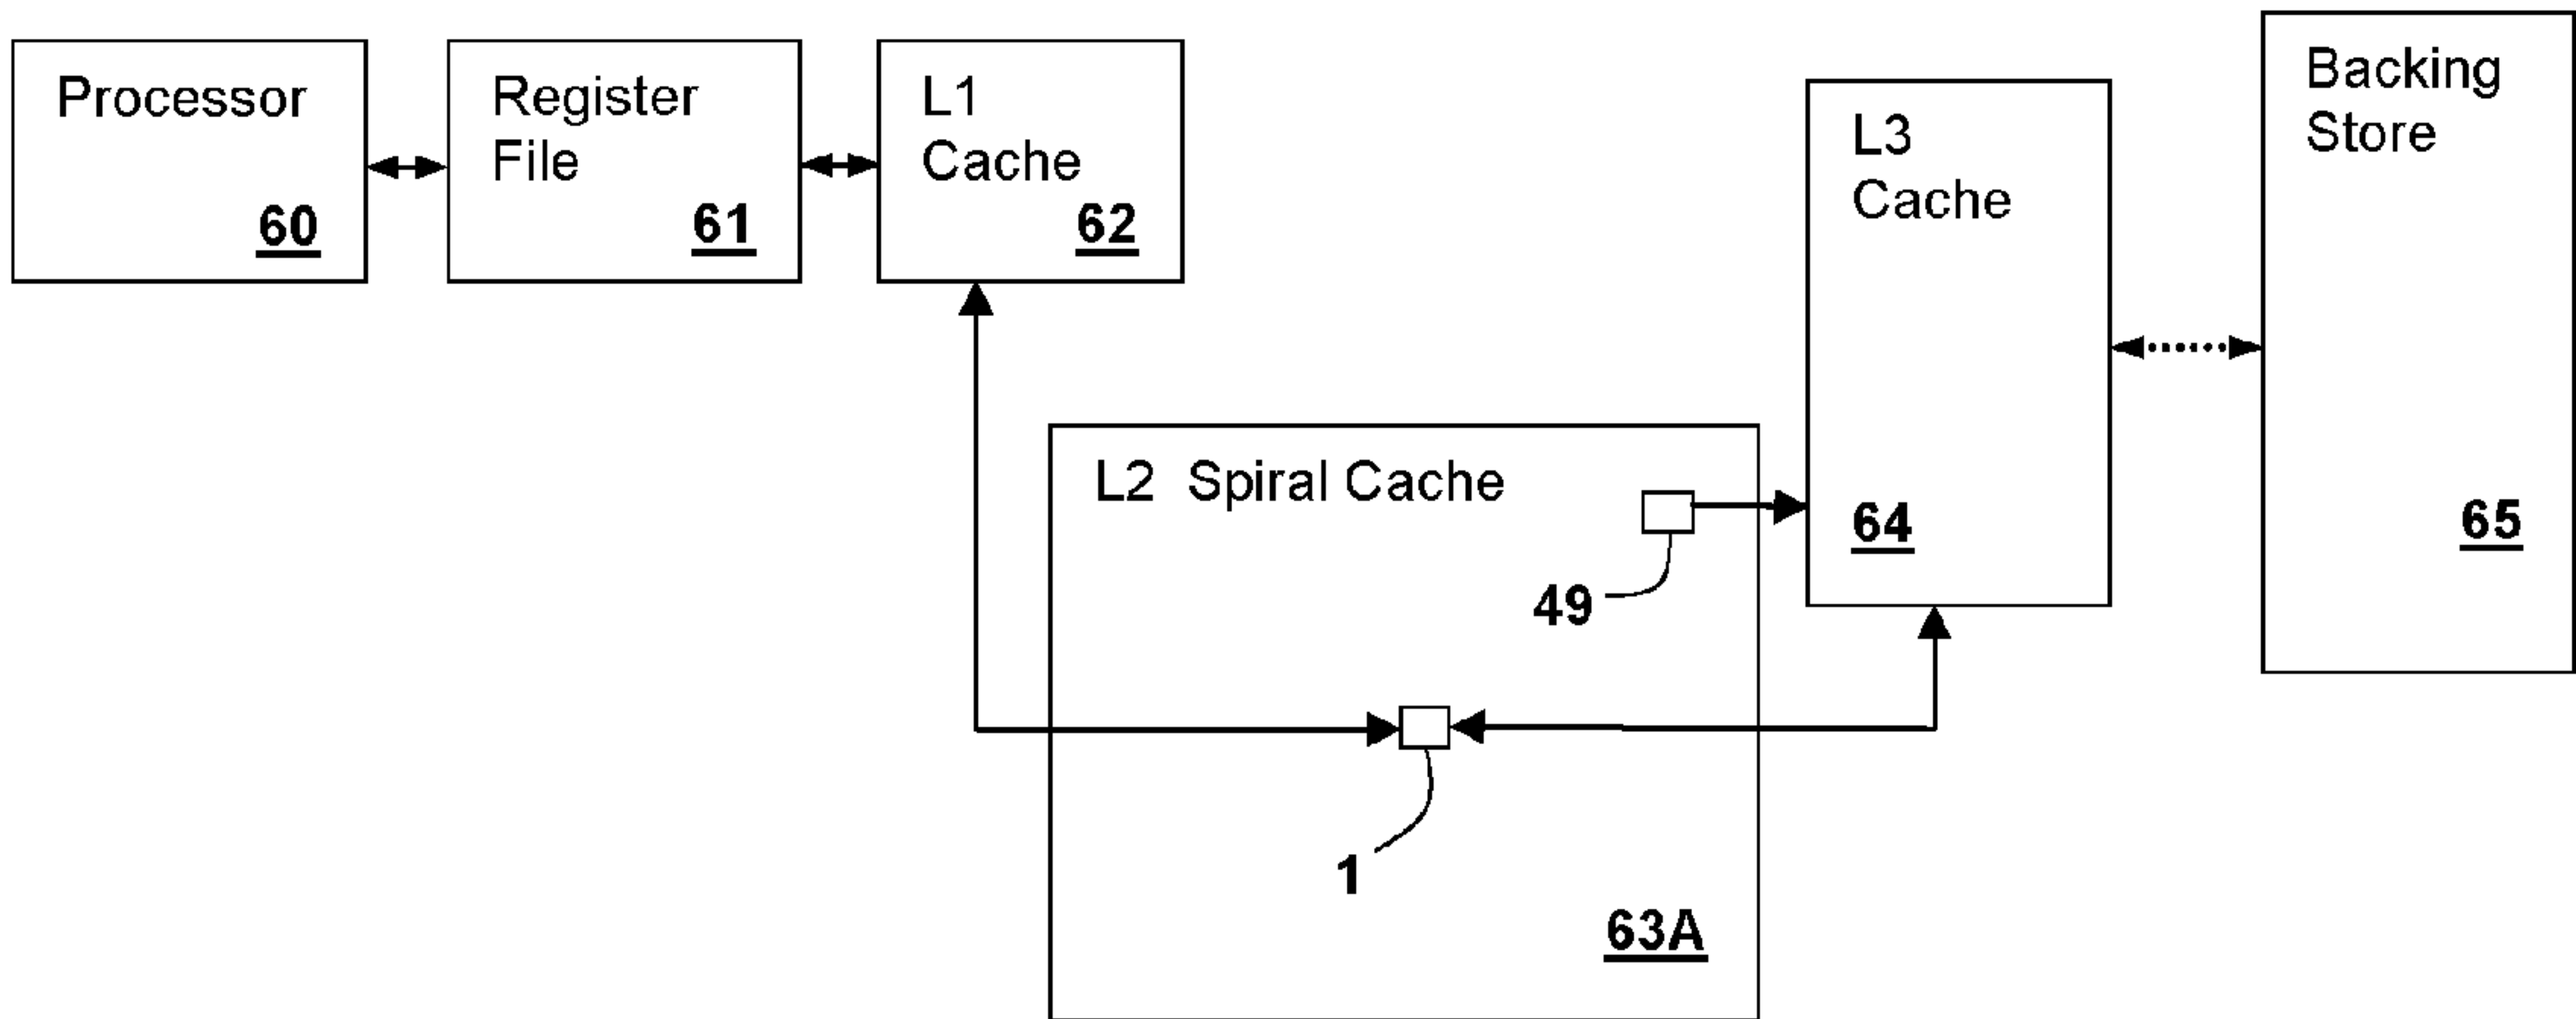 Processor
60
Register
File
61
L1
Cache
62
L2 Spiral Cache
49
1
63A
L3
Cache
64
Backing
Store
65